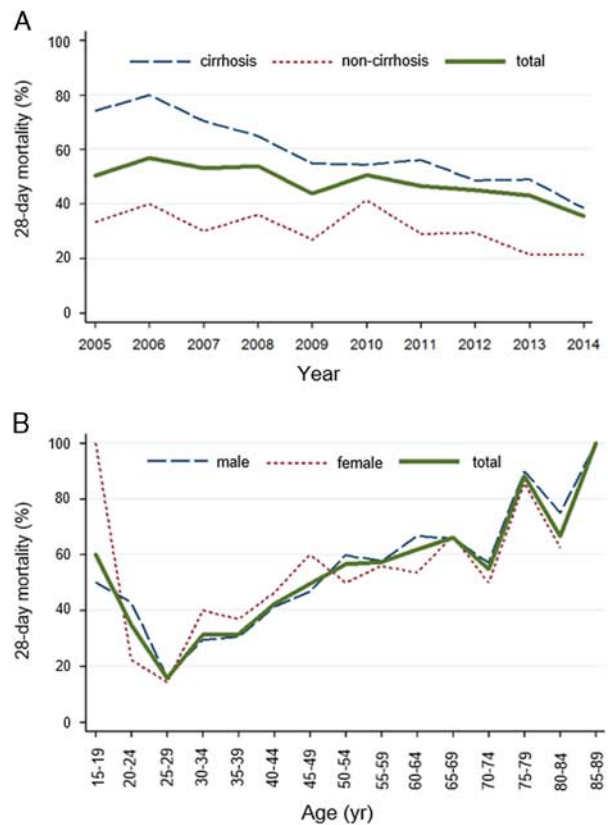 A
28-day mortality (%)
100
80
60
40
20
0
cirrhosis non-cirrhosis total
2005 2006 2007 2008 2009 2010 2011 2012 2013 2014
Year
B
28-day mortality (%)
100
80
60
40
20
0
male female total
15-19 20-24 25-29 30-34 35-39 40-44 45-49 50-54 55-59 60-64 65-69 70-74 75-79 80-84 85-89
Age (yr)